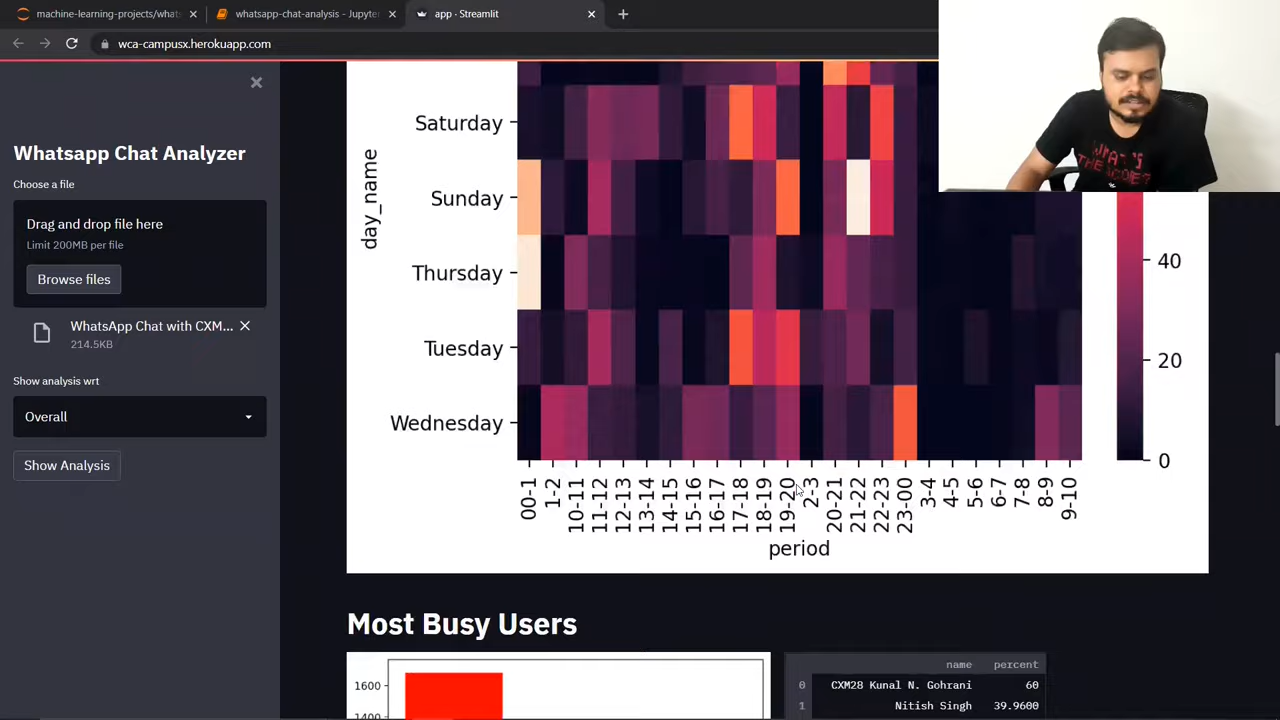 machine-learning-projects/whats
whatsapp-chat-analysis - Jupyte
app · Streamlit
wca-campusx.herokuapp.com
Whatsapp Chat Analyzer
Choose a file
Drag and drop file here
Limit 200MB per file
Browse files
WhatsApp Chat with CXM...
214.5KB
Show analysis wrt
Overall
Show Analysis
day_name
Saturday
Sunday
Thursday
Tuesday
Wednesday
00-1
1-2
10-11
11-12
12-13
13-14
14-15
15-16
16-17
17-18
18-19
19-20
2-3
20-21
21-22
22-23
23-00
3-4
4-5
5-6
6-7
7-8
8-9
9-10
period
40
20
0
WHAT'S
THE
Most Busy Users
1600
1400
name percent
0 CXM28 Kunal N. Gohrani 60
1 Nitish Singh 39.9600